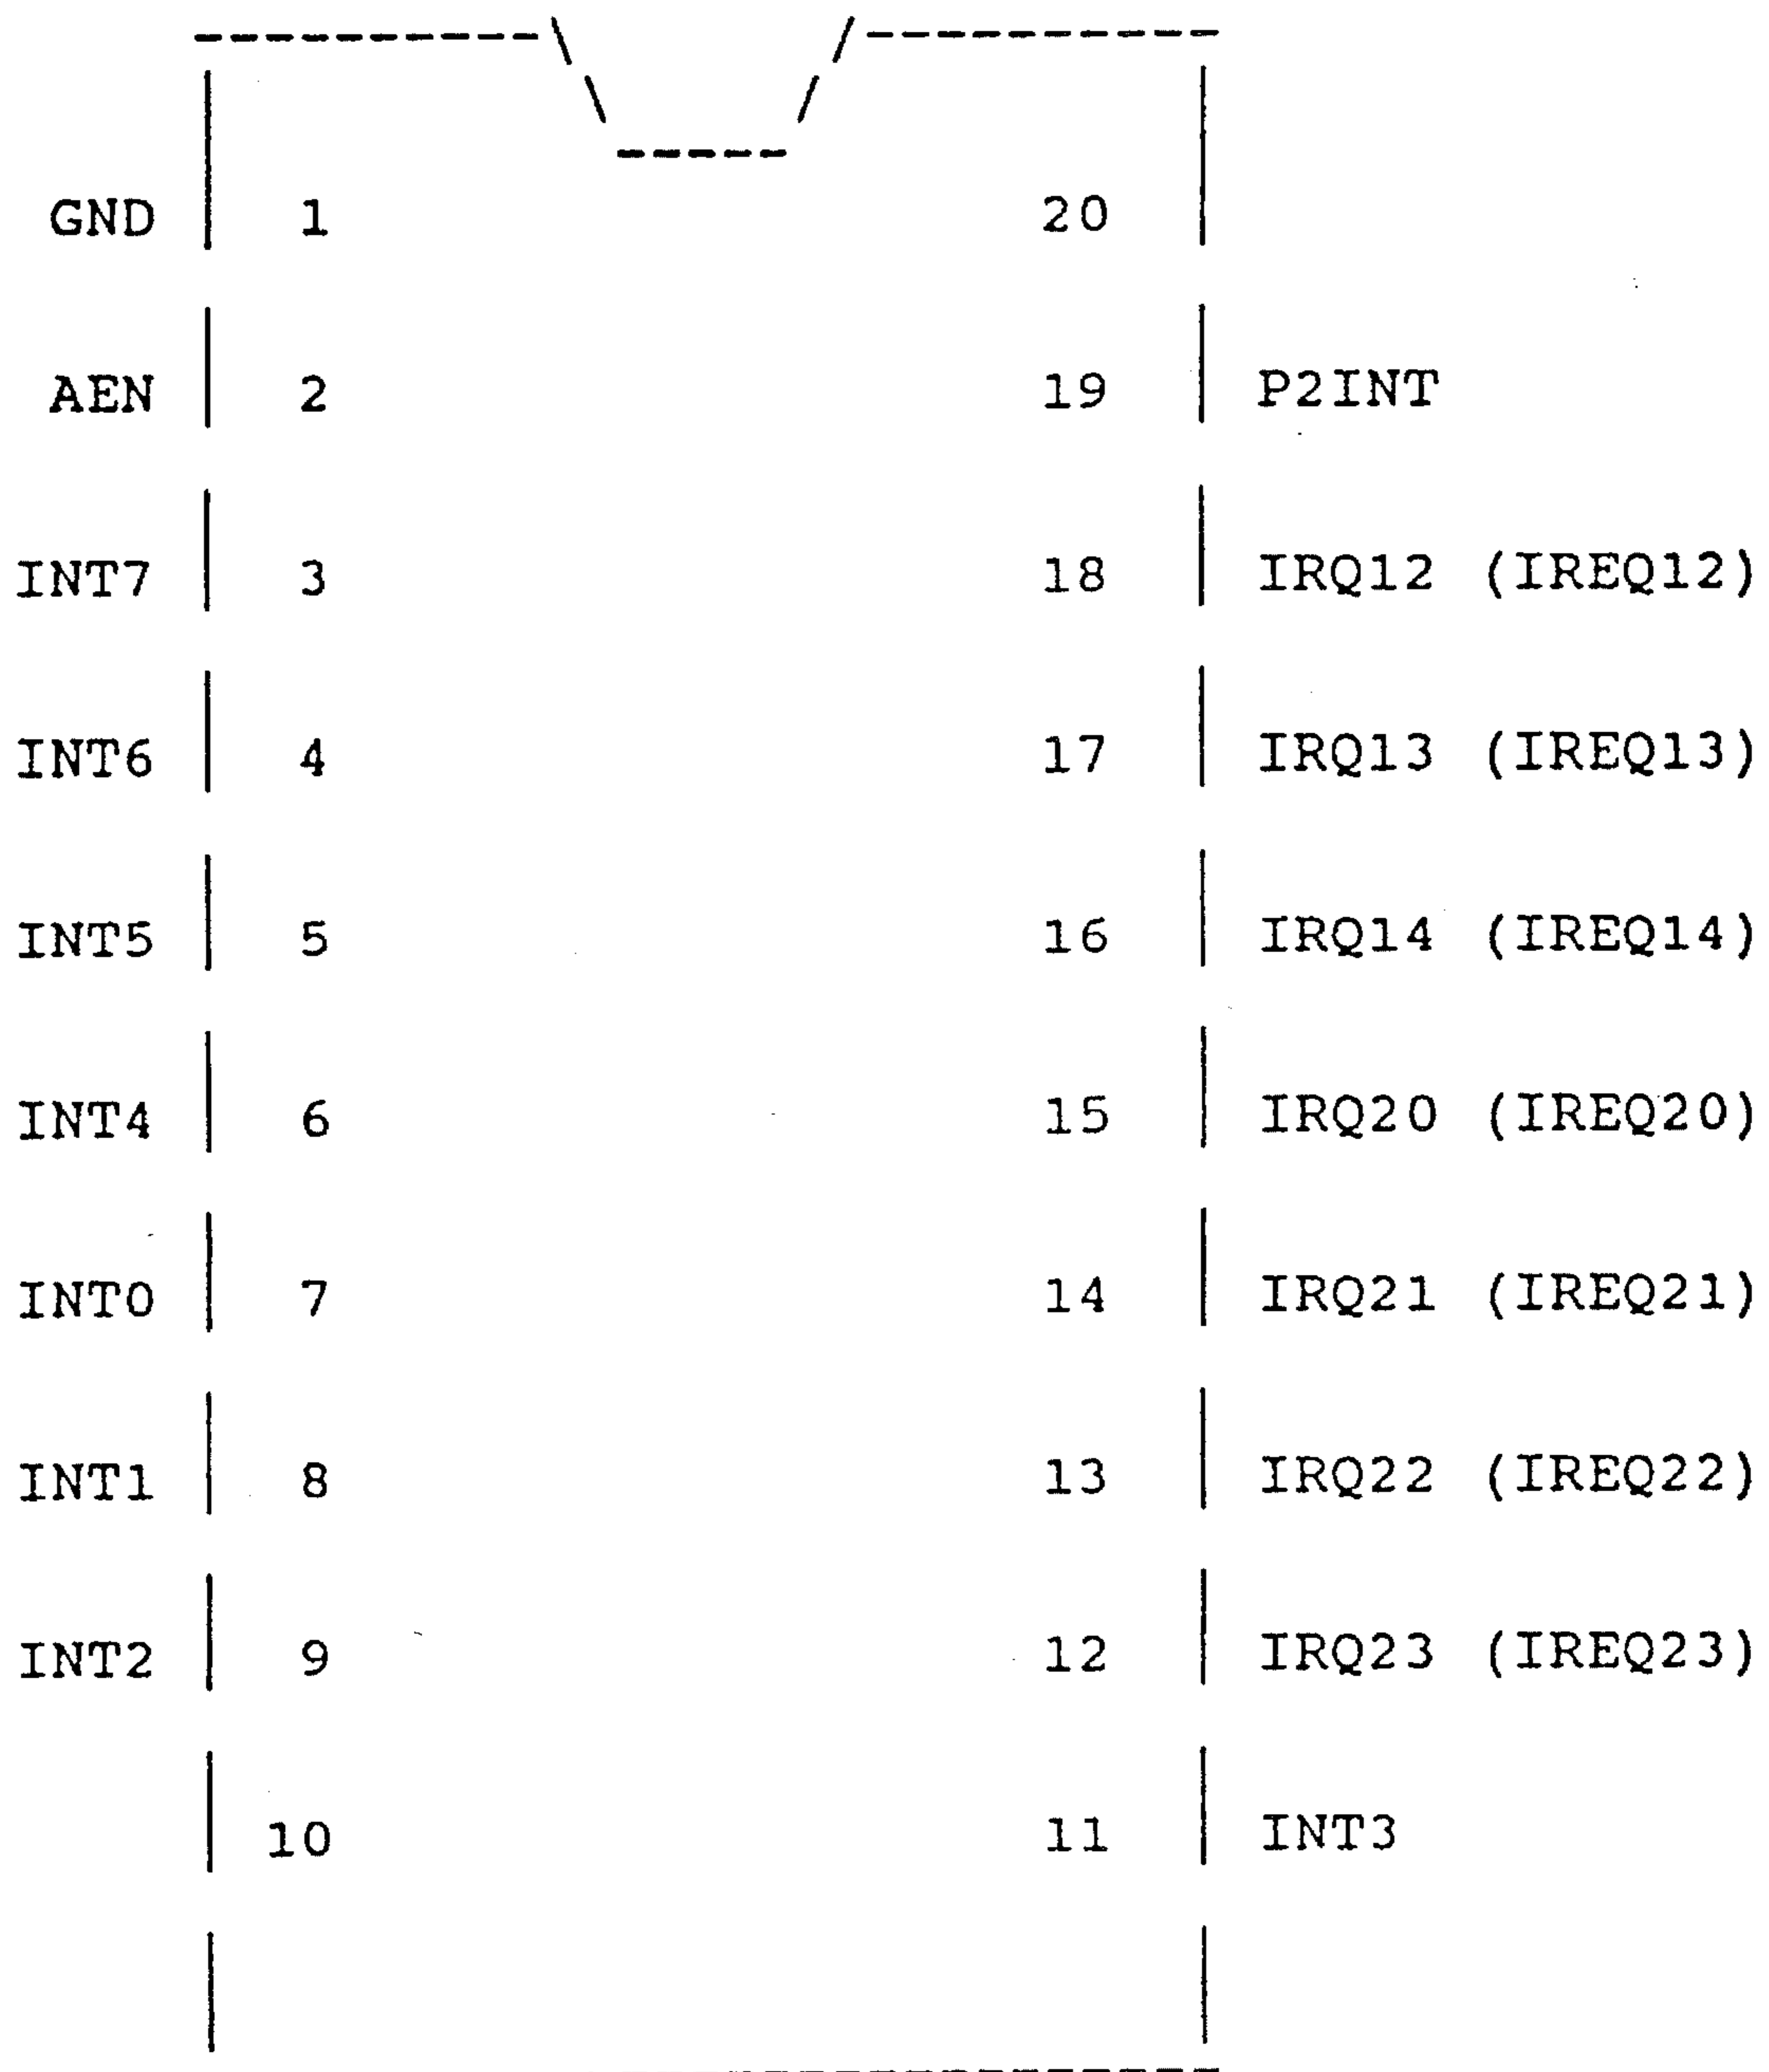 GND 1 20
AEN 2 19 P2INT
INT7 3 18 IRQ12 (IREQ12)
INT6 4 17 IRQ13 (IREQ13)
INT5 5 16 IRQ14 (IREQ14)
INT4 6 15 IRQ20 (IREQ20)
INT0 7 14 IRQ21 (IREQ21)
INT1 8 13 IRQ22 (IREQ22)
INT2 9 12 IRQ23 (IREQ23)
10 11 INT3